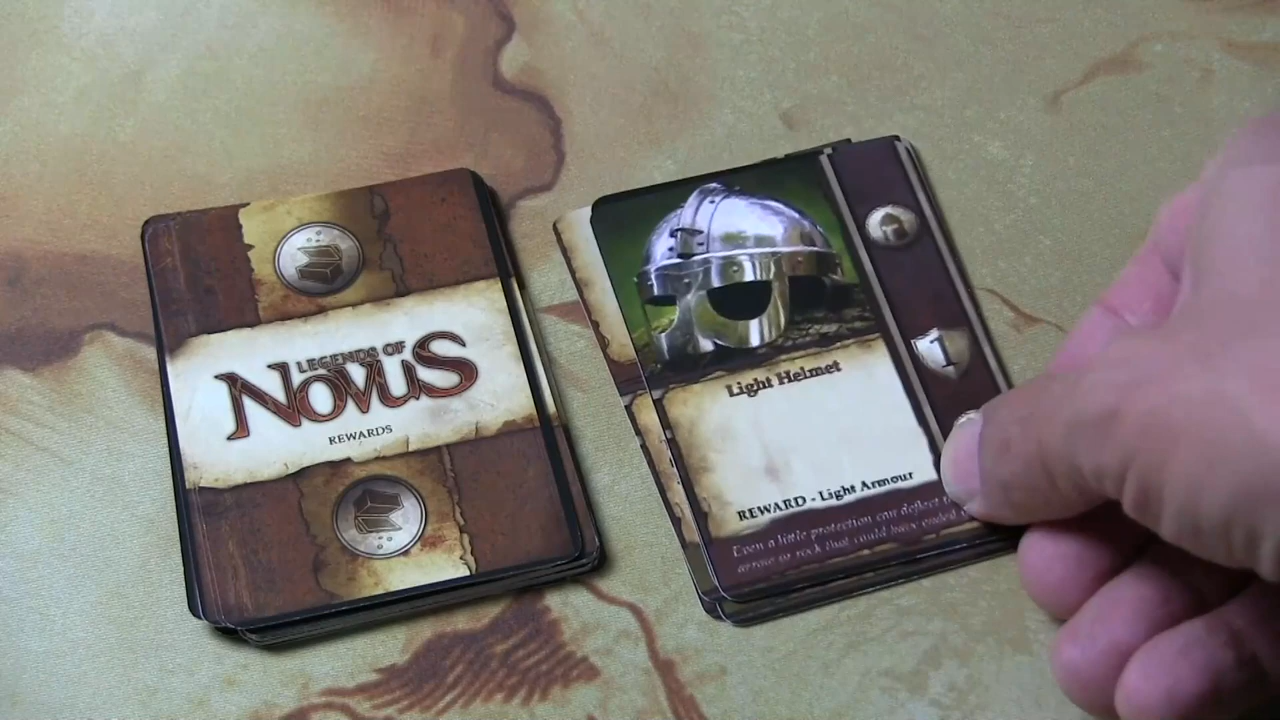 LEGENDS OF
NOVUS
REWARDS
1
Light Helmet
REWARD - Light Armour
Even a little protection can deflect
arrow or rock that could have ended